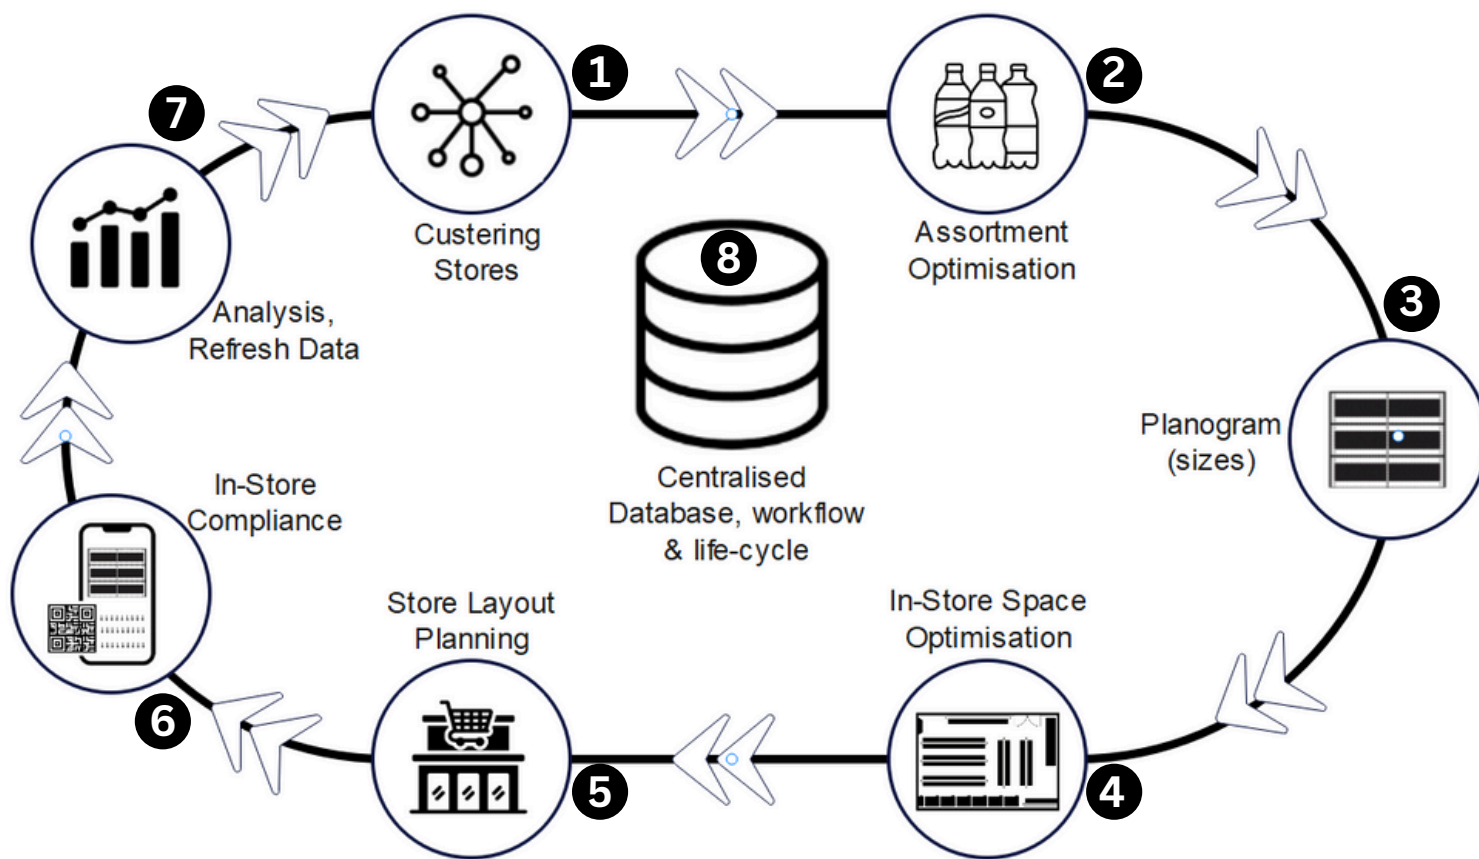 1
Custering
Stores
2
Assortment
Optimisation
3
Planogram
(sizes)
4
In-Store Space
Optimisation
5
Store Layout
Planning
6
In-Store
Compliance
7
Analysis,
Refresh Data
8
Centralised
Database, workflow
& life-cycle